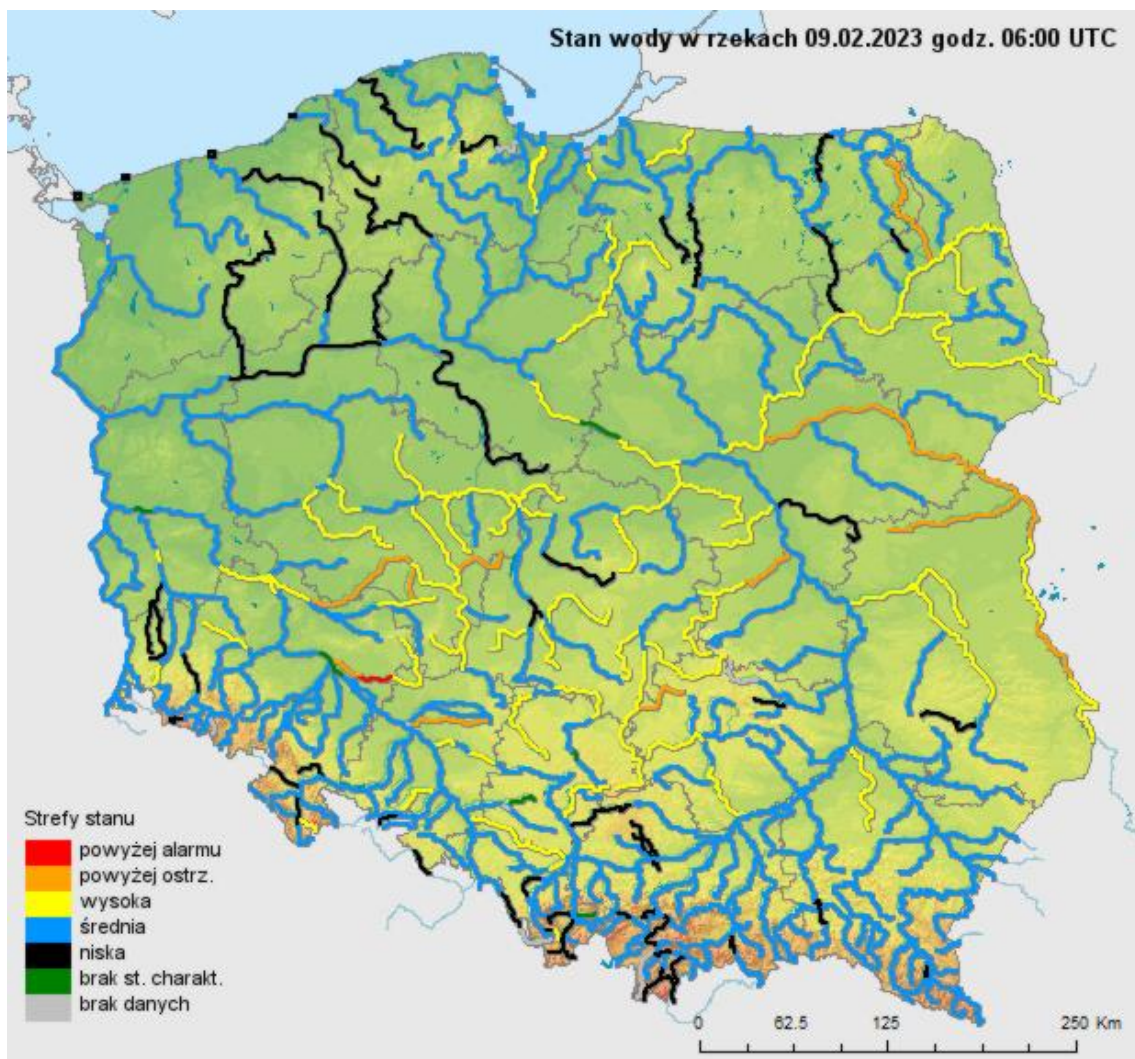 Stan wody w rzekach 09.02.2023 godz. 06:00 UTC
Strefy stanu
powyżej alarmu
powyżej ostrz.
wysoka
średnia
niska
brak st. charakt.
brak danych
0 62.5 125 250 Km